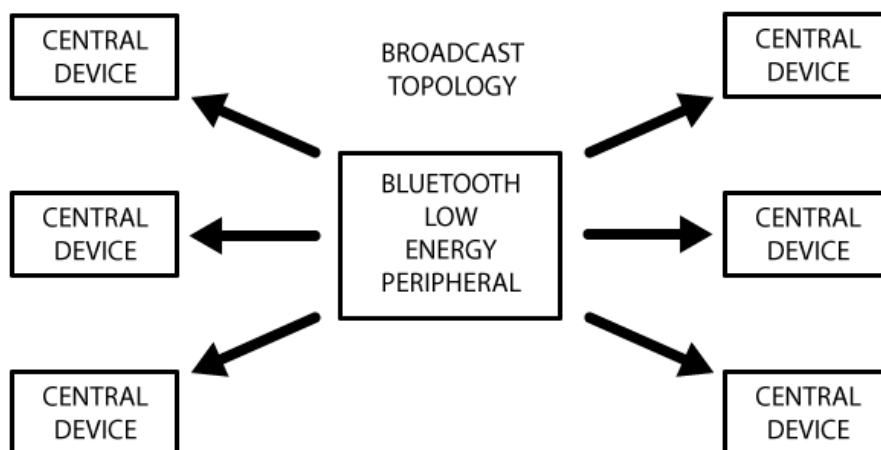 CENTRAL
DEVICE
BROADCAST
TOPOLOGY
CENTRAL
DEVICE
CENTRAL
DEVICE
BLUETOOTH
LOW
ENERGY
PERIPHERAL
CENTRAL
DEVICE
CENTRAL
DEVICE
CENTRAL
DEVICE